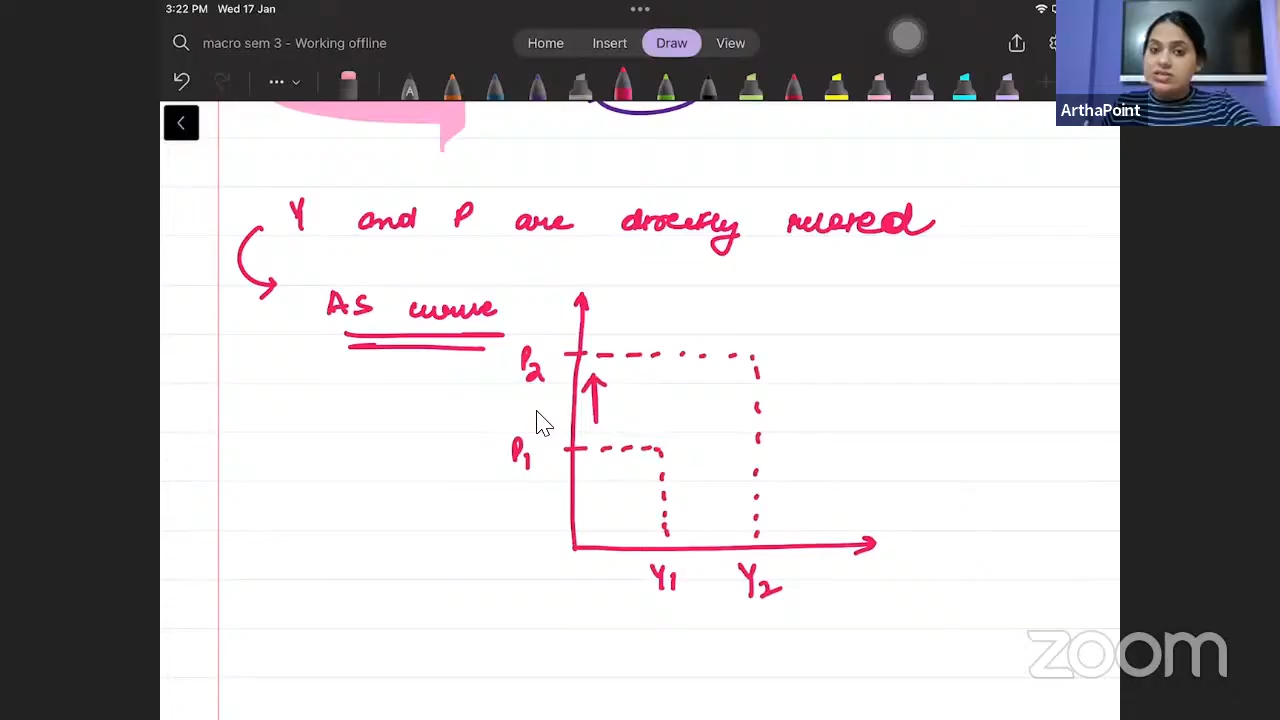 3:22 PM Wed 17 Jan
macro sem 3 - Working offline
Home Insert Draw View
A
ArthaPoint
Y and P are directly related
AS curve
P2
P1
Y1 Y2
zoom